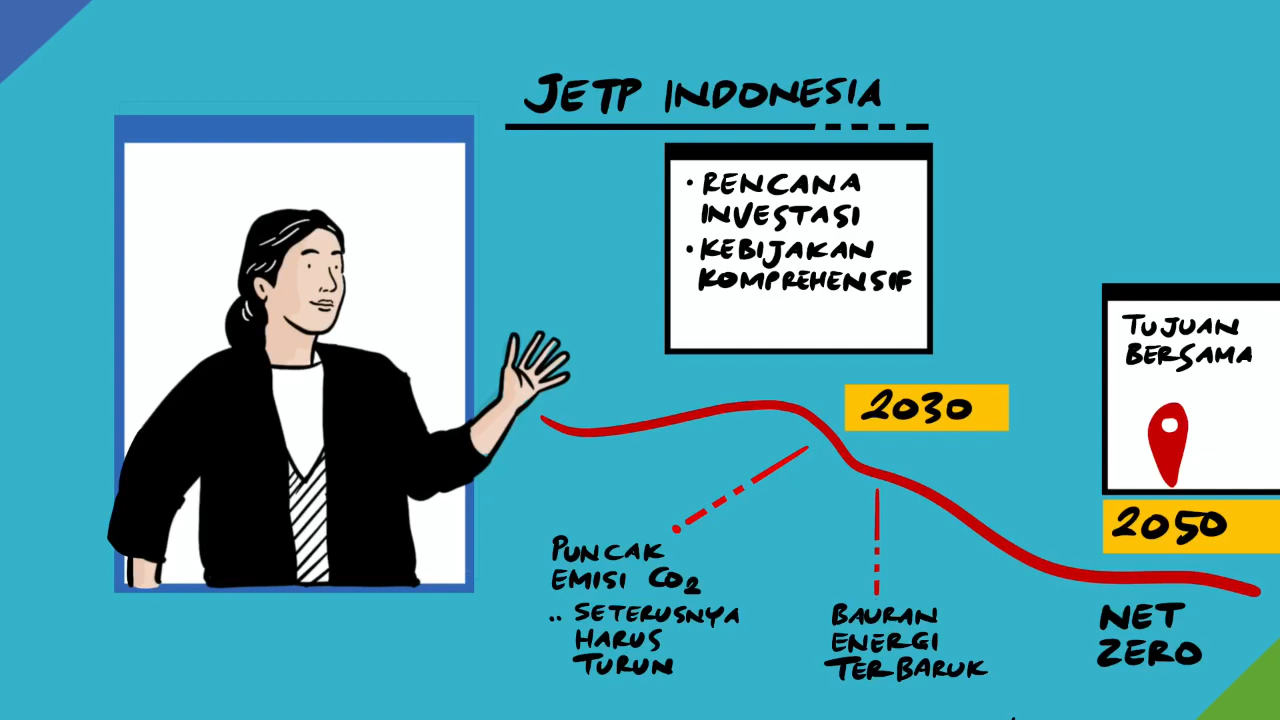 JETP INDONESIA
• RENCANA
INVESTASI
• KEBIJAKAN
KOMPREHENSIF
TUJUAN
BERSAMA
2030
2050
PUNCAK
EMISI CO2
.. SETERUSNYA
HARUS
TURUN
BAURAN
ENERGI
TERBARUK
NET
ZERO